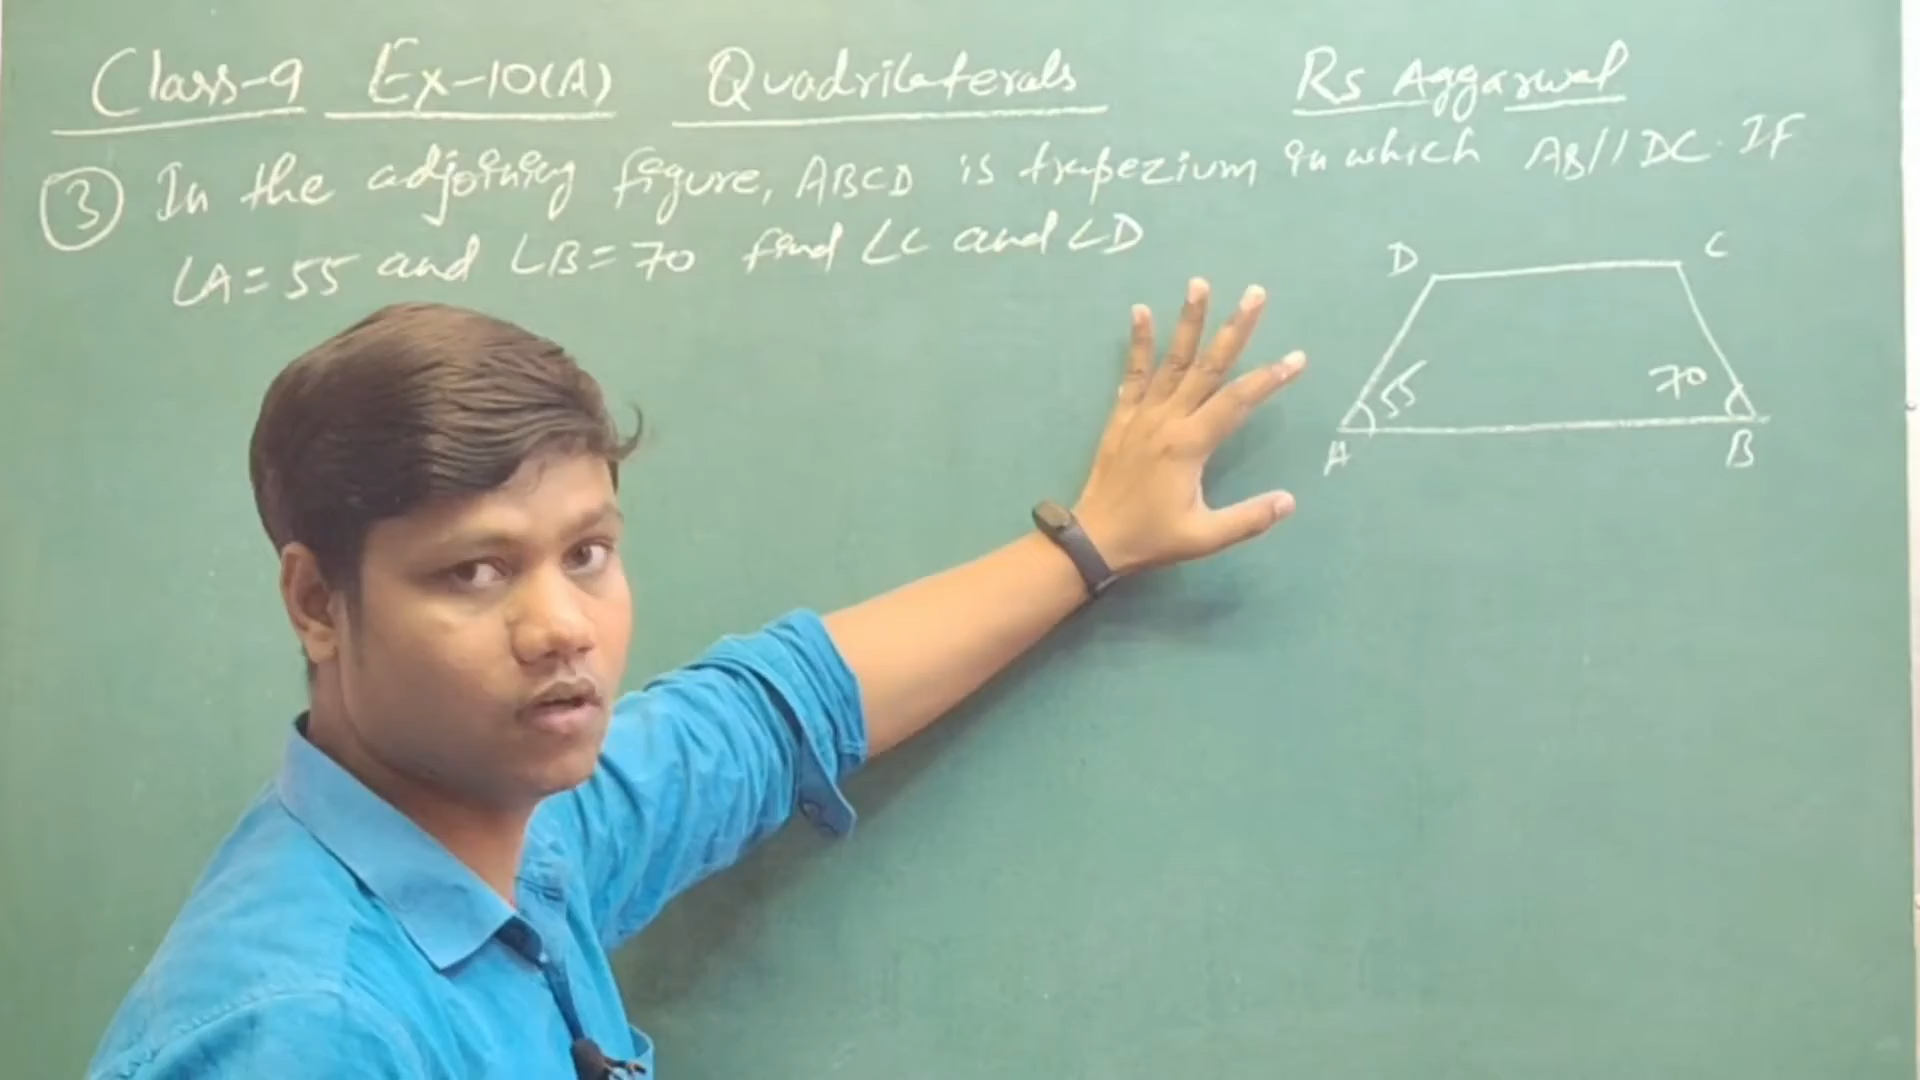 Class-9 Ex-10(A) Quadrilaterals Rs Aggarwal
3 In the adjoining figure, ABCD is trapezium in which AB//DC. IF
∠A=55 and ∠B=70 find ∠C and ∠D
D C
55 70
A B